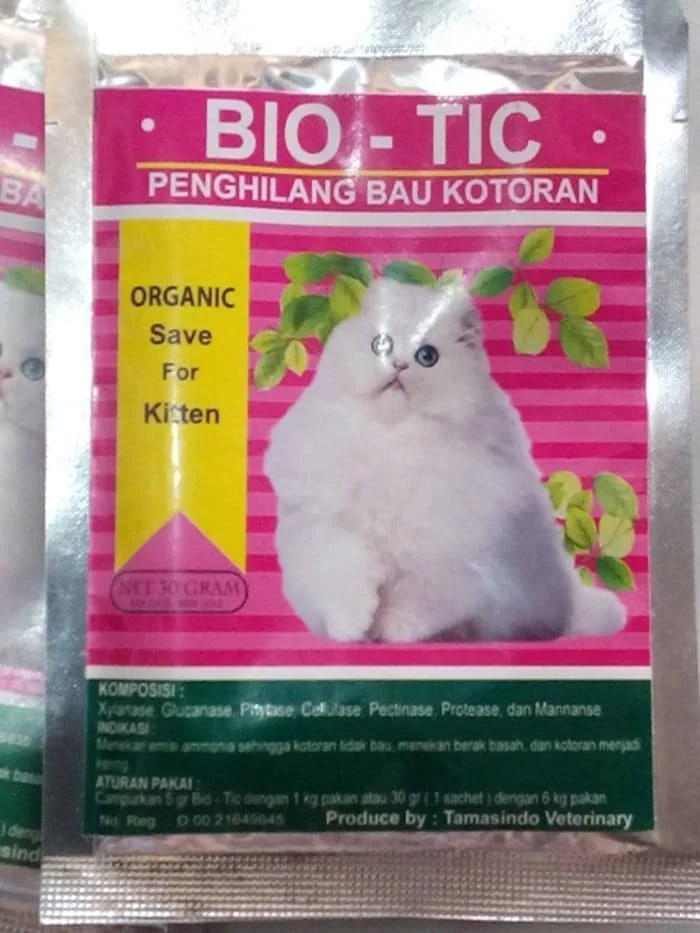 BIO - TIC
PENGHILANG BAU KOTORAN
ORGANIC
Save
For
Kitten
NET 30 GRAM
KOMPOSISI :
Xylanase, Glucanase, Phytase, Cellulase, Pectinase, Protease, dan Mannanse.
INDIKASI :
Menekan emisi ammonia sehingga kotoran tidak bau, menekan berak basah, dan kotoran menjadi
kering.
ATURAN PAKAI :
Campurkan 5 gr Bio - Tic dengan 1 kg pakan atau 30 gr ( 1 sachet ) dengan 6 kg pakan
No. Reg. D 00.21649645
Produce by : Tamasindo Veterinary
BA